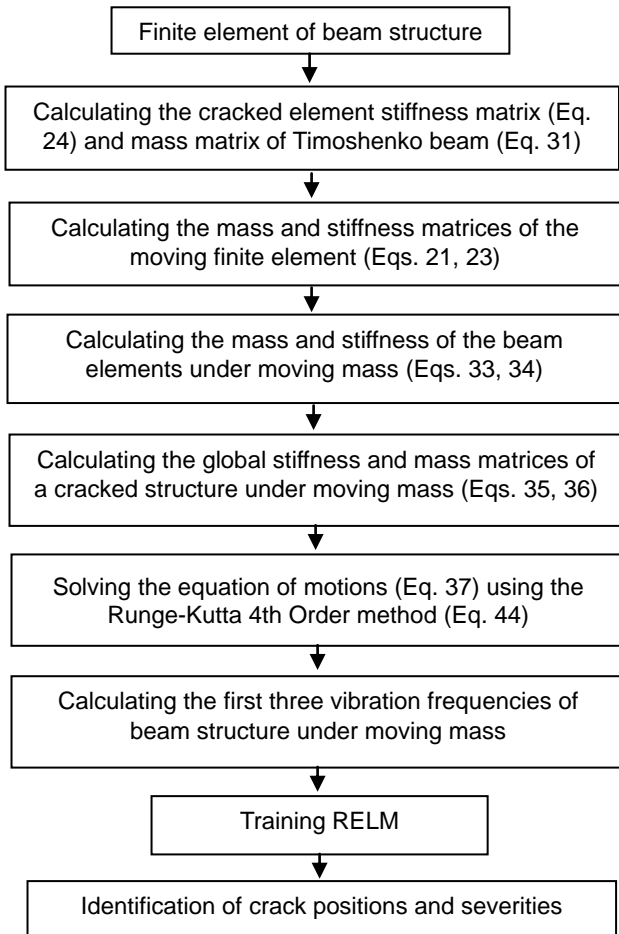 Finite element of beam structure
Calculating the cracked element stiffness matrix (Eq.
24) and mass matrix of Timoshenko beam (Eq. 31)
Calculating the mass and stiffness matrices of the
moving finite element (Eqs. 21, 23)
Calculating the mass and stiffness of the beam
elements under moving mass (Eqs. 33, 34)
Calculating the global stiffness and mass matrices of
a cracked structure under moving mass (Eqs. 35, 36)
Solving the equation of motions (Eq. 37) using the
Runge-Kutta 4th Order method (Eq. 44)
Calculating the first three vibration frequencies of
beam structure under moving mass
Training RELM
Identification of crack positions and severities